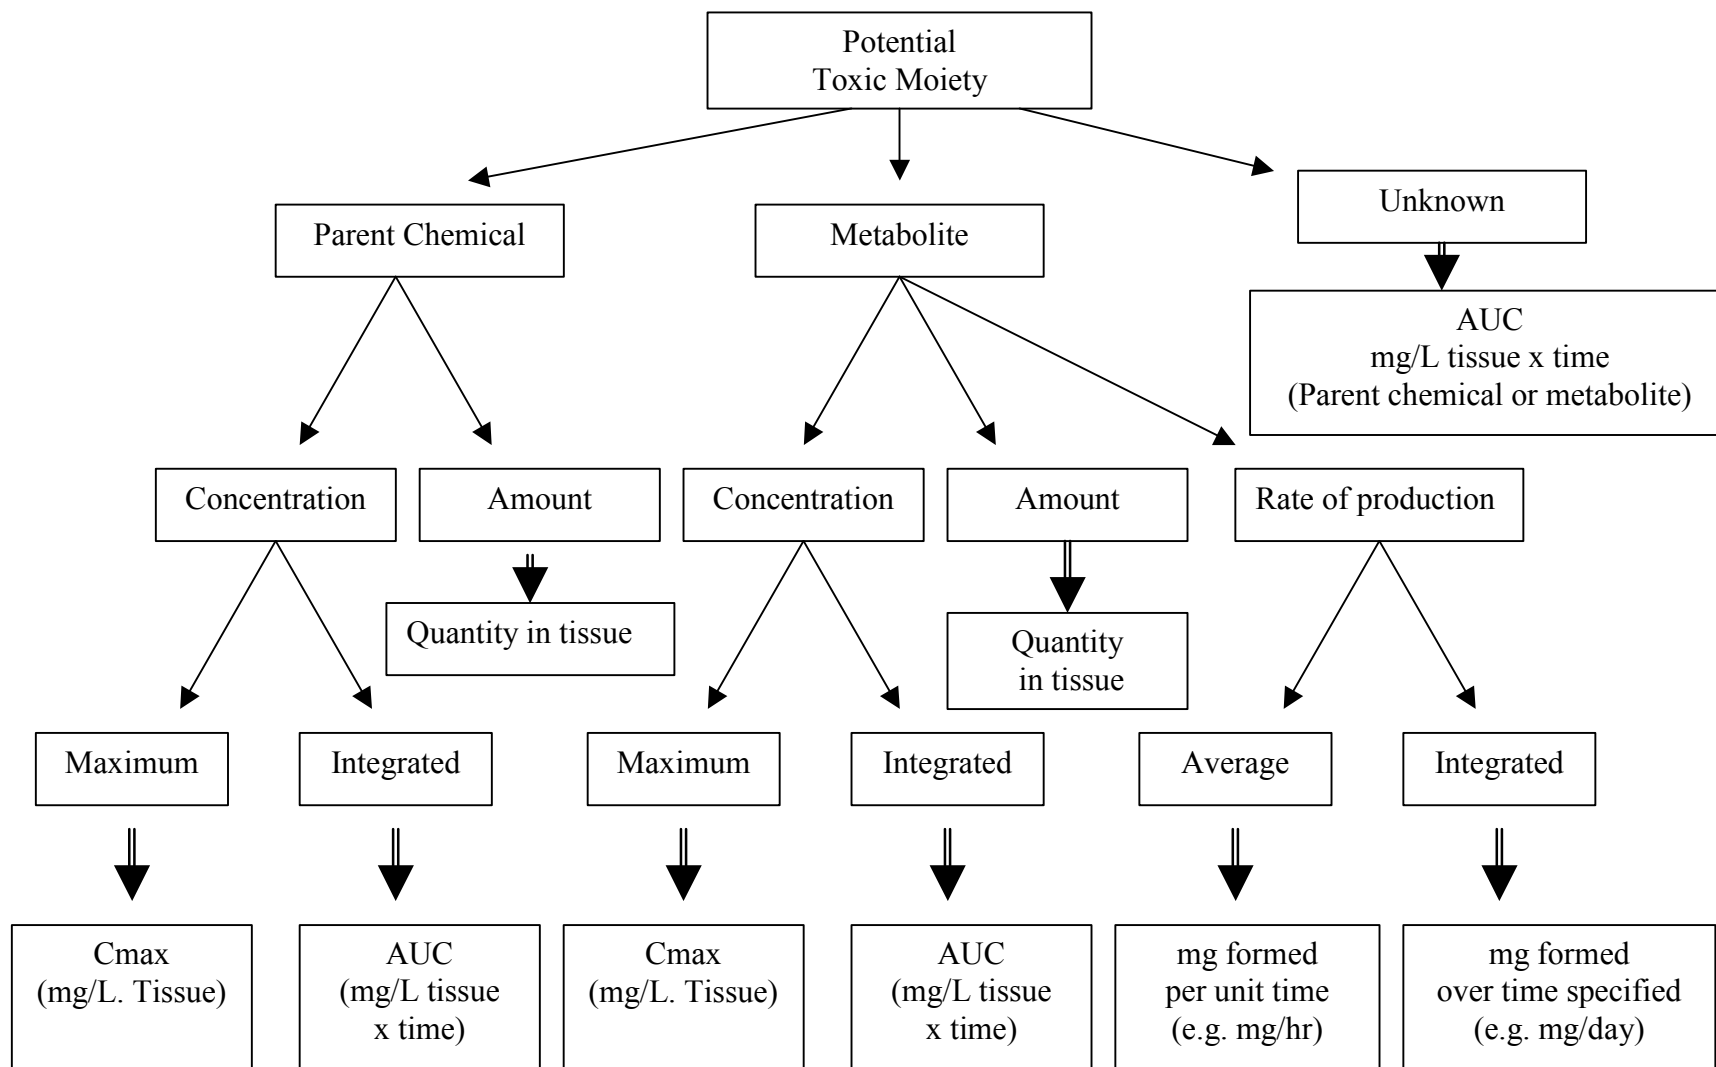 Potential
Toxic Moiety
Parent Chemical
Metabolite
Unknown
AUC
mg/L tissue x time
(Parent chemical or metabolite)
Concentration
Amount
Concentration
Amount
Rate of production
Quantity in tissue
Quantity
in tissue
Maximum
Integrated
Maximum
Integrated
Average
Integrated
Cmax
(mg/L. Tissue)
AUC
(mg/L tissue
x time)
Cmax
(mg/L. Tissue)
AUC
(mg/L tissue
x time)
mg formed
per unit time
(e.g. mg/hr)
mg formed
over time specified
(e.g. mg/day)